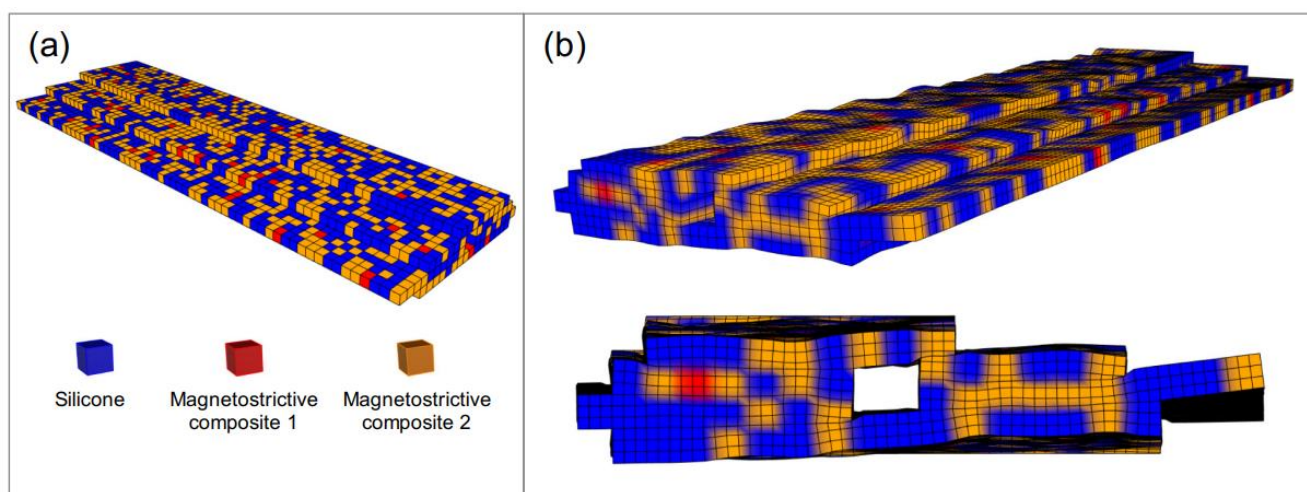 (a)
(b)
Silicone
Magnetostrictive
composite 1
Magnetostrictive
composite 2